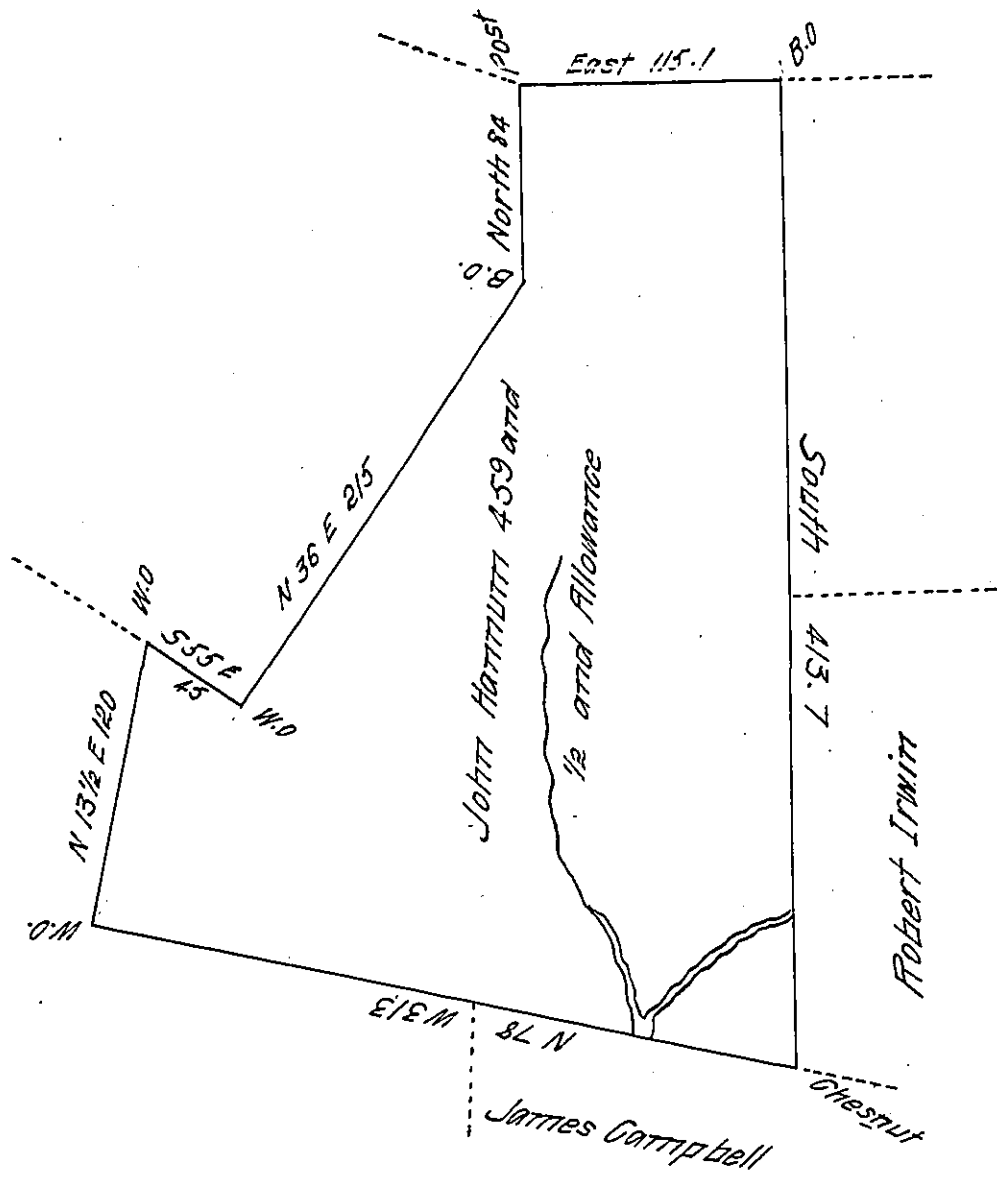 Post
East 115.1
B.O
North 84
B.O.
N 36 E 215
W.O
S 55 E
45
W.O
N 13½ E 120
W.O.
John Hannum 459 and
½ and Allowance
South 413.7
Robert Irwin
N 78 W 313
Chesnut
James Campbell